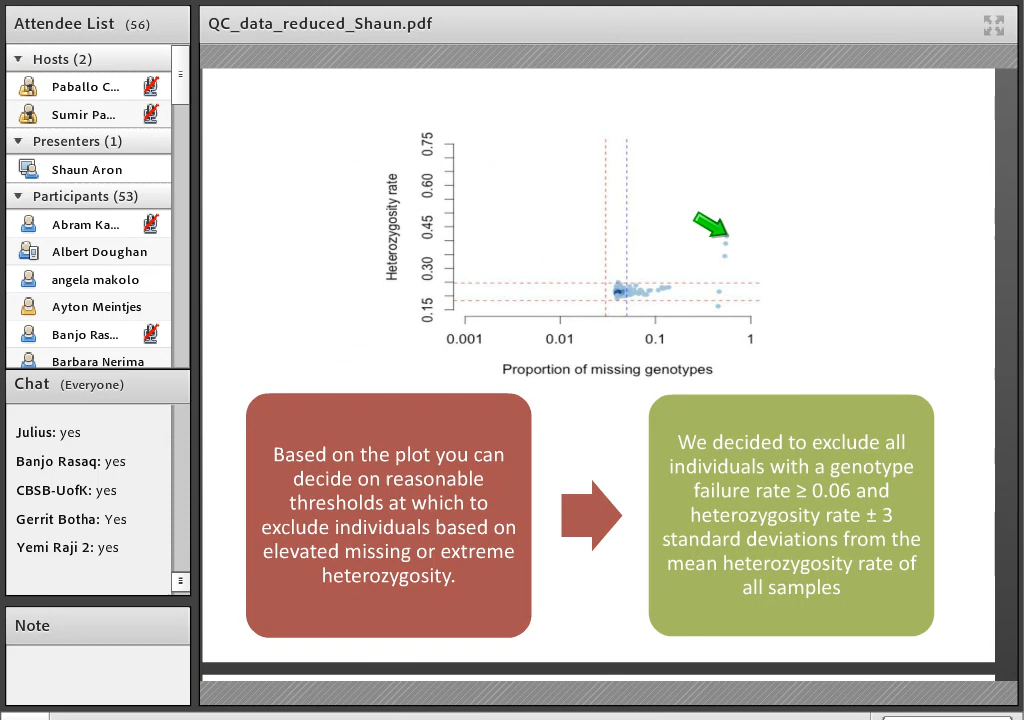 Attendee List (56)
Hosts (2)
Paballo C...
Sumir Pa...
Presenters (1)
Shaun Aron
Participants (53)
Abram Ka...
Albert Doughan
angela makolo
Ayton Meintjes
Banjo Ras...
Barbara Nerima
Chat (Everyone)
Julius: yes
Banjo Rasaq: yes
CBSB-UofK: yes
Gerrit Botha: Yes
Yemi Raji 2: yes
Note
QC_data_reduced_Shaun.pdf
Heterozygosity rate
0.75
0.60
0.45
0.30
0.15
0.001 0.01 0.1 1
Proportion of missing genotypes
Based on the plot you can
decide on reasonable
thresholds at which to
exclude individuals based on
elevated missing or extreme
heterozygosity.
We decided to exclude all
individuals with a genotype
failure rate ≥ 0.06 and
heterozygosity rate ± 3
standard deviations from the
mean heterozygosity rate of
all samples